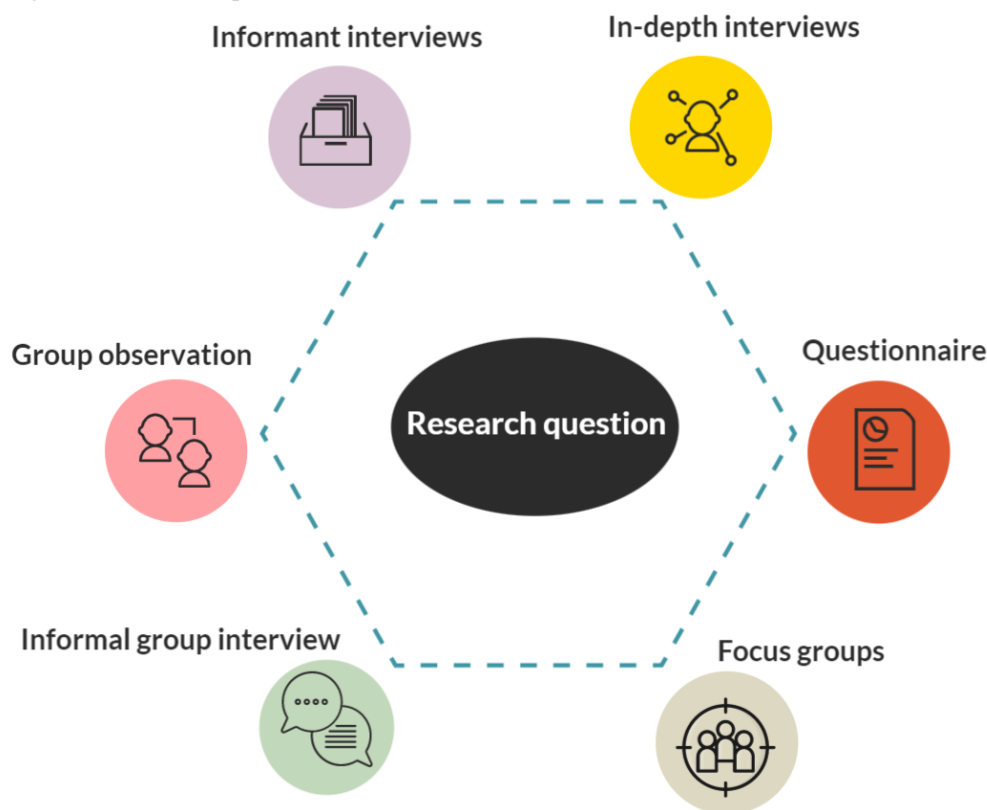 Informant interviews
In-depth interviews
Group observation
Questionnaire
Research question
Informal group interview
Focus groups